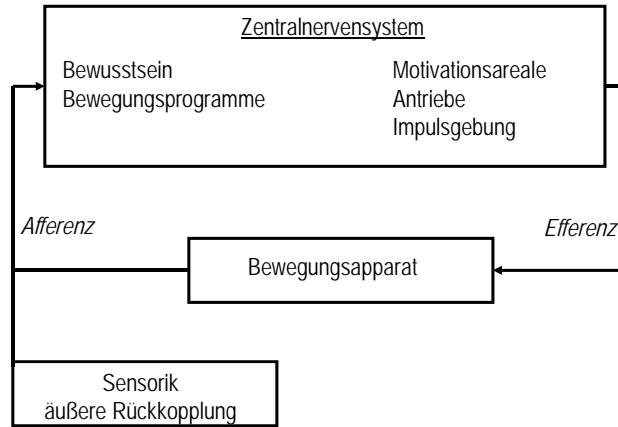 Zentralnervensystem
Bewusstsein
Bewegungsprogramme
Motivationsareale
Antriebe
Impulsgebung
Afferenz
Efferenz
Bewegungsapparat
Sensorik
äußere Rückkopplung